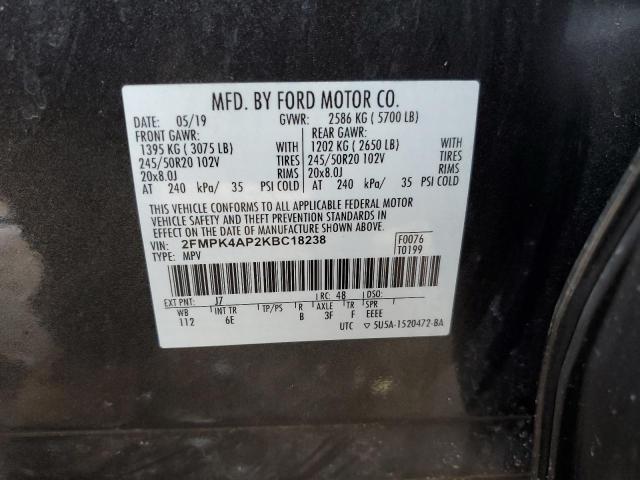 MFD. BY FORD MOTOR CO.
DATE: 05/19 GVWR: 2586 KG ( 5700 LB)
FRONT GAWR: REAR GAWR:
1395 KG ( 3075 LB) WITH 1202 KG ( 2650 LB) WITH
245/50R20 102V TIRES 245/50R20 102V TIRES
20x8.0J RIMS 20x8.0J RIMS
AT 240 kPa/ 35 PSI COLD AT 240 kPa/ 35 PSI COLD
THIS VEHICLE CONFORMS TO ALL APPLICABLE FEDERAL MOTOR
VEHICLE SAFETY AND THEFT PREVENTION STANDARDS IN
EFFECT ON THE DATE OF MANUFACTURE SHOWN ABOVE.
VIN: 2FMPK4AP2KBC18238 F0076
TYPE: MPV T0199
EXT PNT: J7 RC: 48 DSO:
WB INT TR TP/PS R AXLE TR SPR
112 6E B 3F F EEEE
UTC ▽ 5U5A-1520472-BA